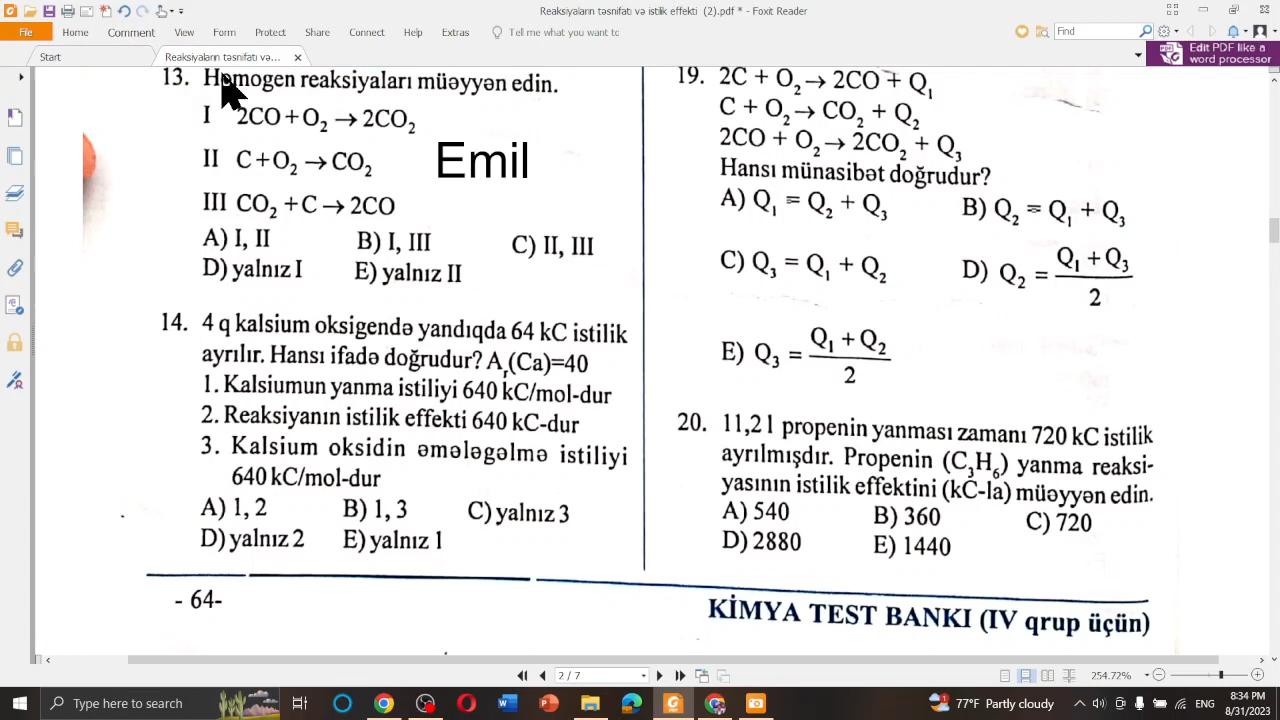 Reaksiyaların təsnifatı və istilik effekti (2).pdf * - Foxit Reader
File Home Comment View Form Protect Share Connect Help Extras Tell me what you want to do Find
Start Reaksiyaların təsnifatı və... Edit PDF like a word processor
13. Homogen reaksiyaları müəyyən edin.
I 2CO + O₂ → 2CO₂
II C + O₂ → CO₂
Emil
III CO₂ + C → 2CO
A) I, II B) I, III C) II, III
D) yalnız I E) yalnız II
14. 4 q kalsium oksigendə yandıqda 64 kC istilik
ayrılır. Hansı ifadə doğrudur? Aᵣ(Ca)=40
1. Kalsiumun yanma istiliyi 640 kC/mol-dur
2. Reaksiyanın istilik effekti 640 kC-dur
3. Kalsium oksidin əmələgəlmə istiliyi
640 kC/mol-dur
A) 1, 2 B) 1, 3 C) yalnız 3
D) yalnız 2 E) yalnız 1
- 64-
19. 2C + O₂ → 2CO + Q₁
C + O₂ → CO₂ + Q₂
2CO + O₂ → 2CO₂ + Q₃
Hansı münasibət doğrudur?
A) Q₁ = Q₂ + Q₃ B) Q₂ = Q₁ + Q₃
C) Q₃ = Q₁ + Q₂ D) Q₂ = (Q₁ + Q₃)/2
E) Q₃ = (Q₁ + Q₂)/2
20. 11,2 l propenin yanması zamanı 720 kC istilik
ayrılmışdır. Propenin (C₃H₆) yanma reaksi-
yasının istilik effektini (kC-la) müəyyən edin.
A) 540 B) 360 C) 720
D) 2880 E) 1440
KİMYA TEST BANKI (IV qrup üçün)
2 / 7 254.72%
Type here to search 77°F Partly cloudy ENG 8:34 PM
8/31/2023